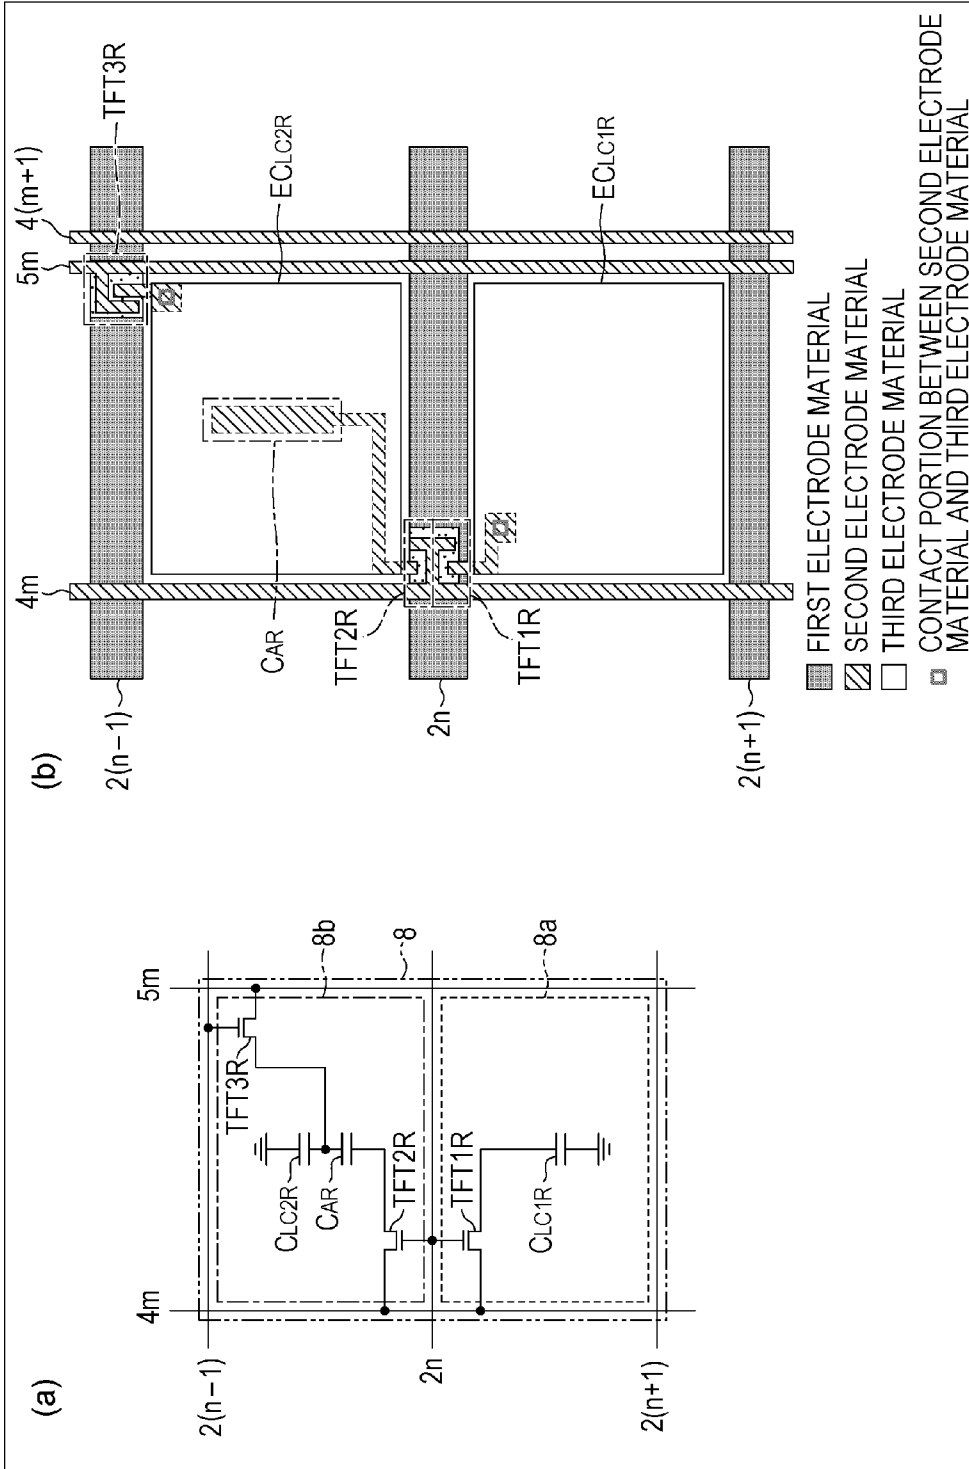 (a)
4m
5m
2(n−1)
TFT3R
8b
CLC2R
CAR
TFT2R
8
2n
TFT1R
8a
CLC1R
2(n+1)
(b)
4m
5m
4(m+1)
TFT3R
2(n−1)
ECLC2R
CAR
TFT2R
2n
TFT1R
ECLC1R
2(n+1)
FIRST ELECTRODE MATERIAL
SECOND ELECTRODE MATERIAL
THIRD ELECTRODE MATERIAL
CONTACT PORTION BETWEEN SECOND ELECTRODE
MATERIAL AND THIRD ELECTRODE MATERIAL